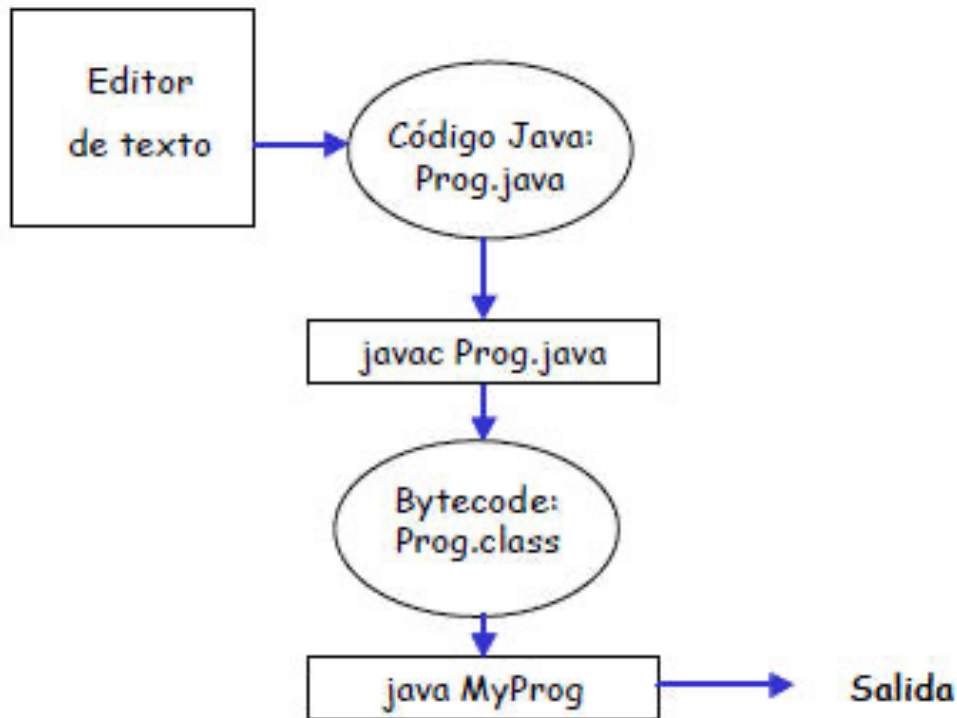 Editor
de texto
Código Java:
Prog.java
javac Prog.java
Bytecode:
Prog.class
java MyProg
Salida